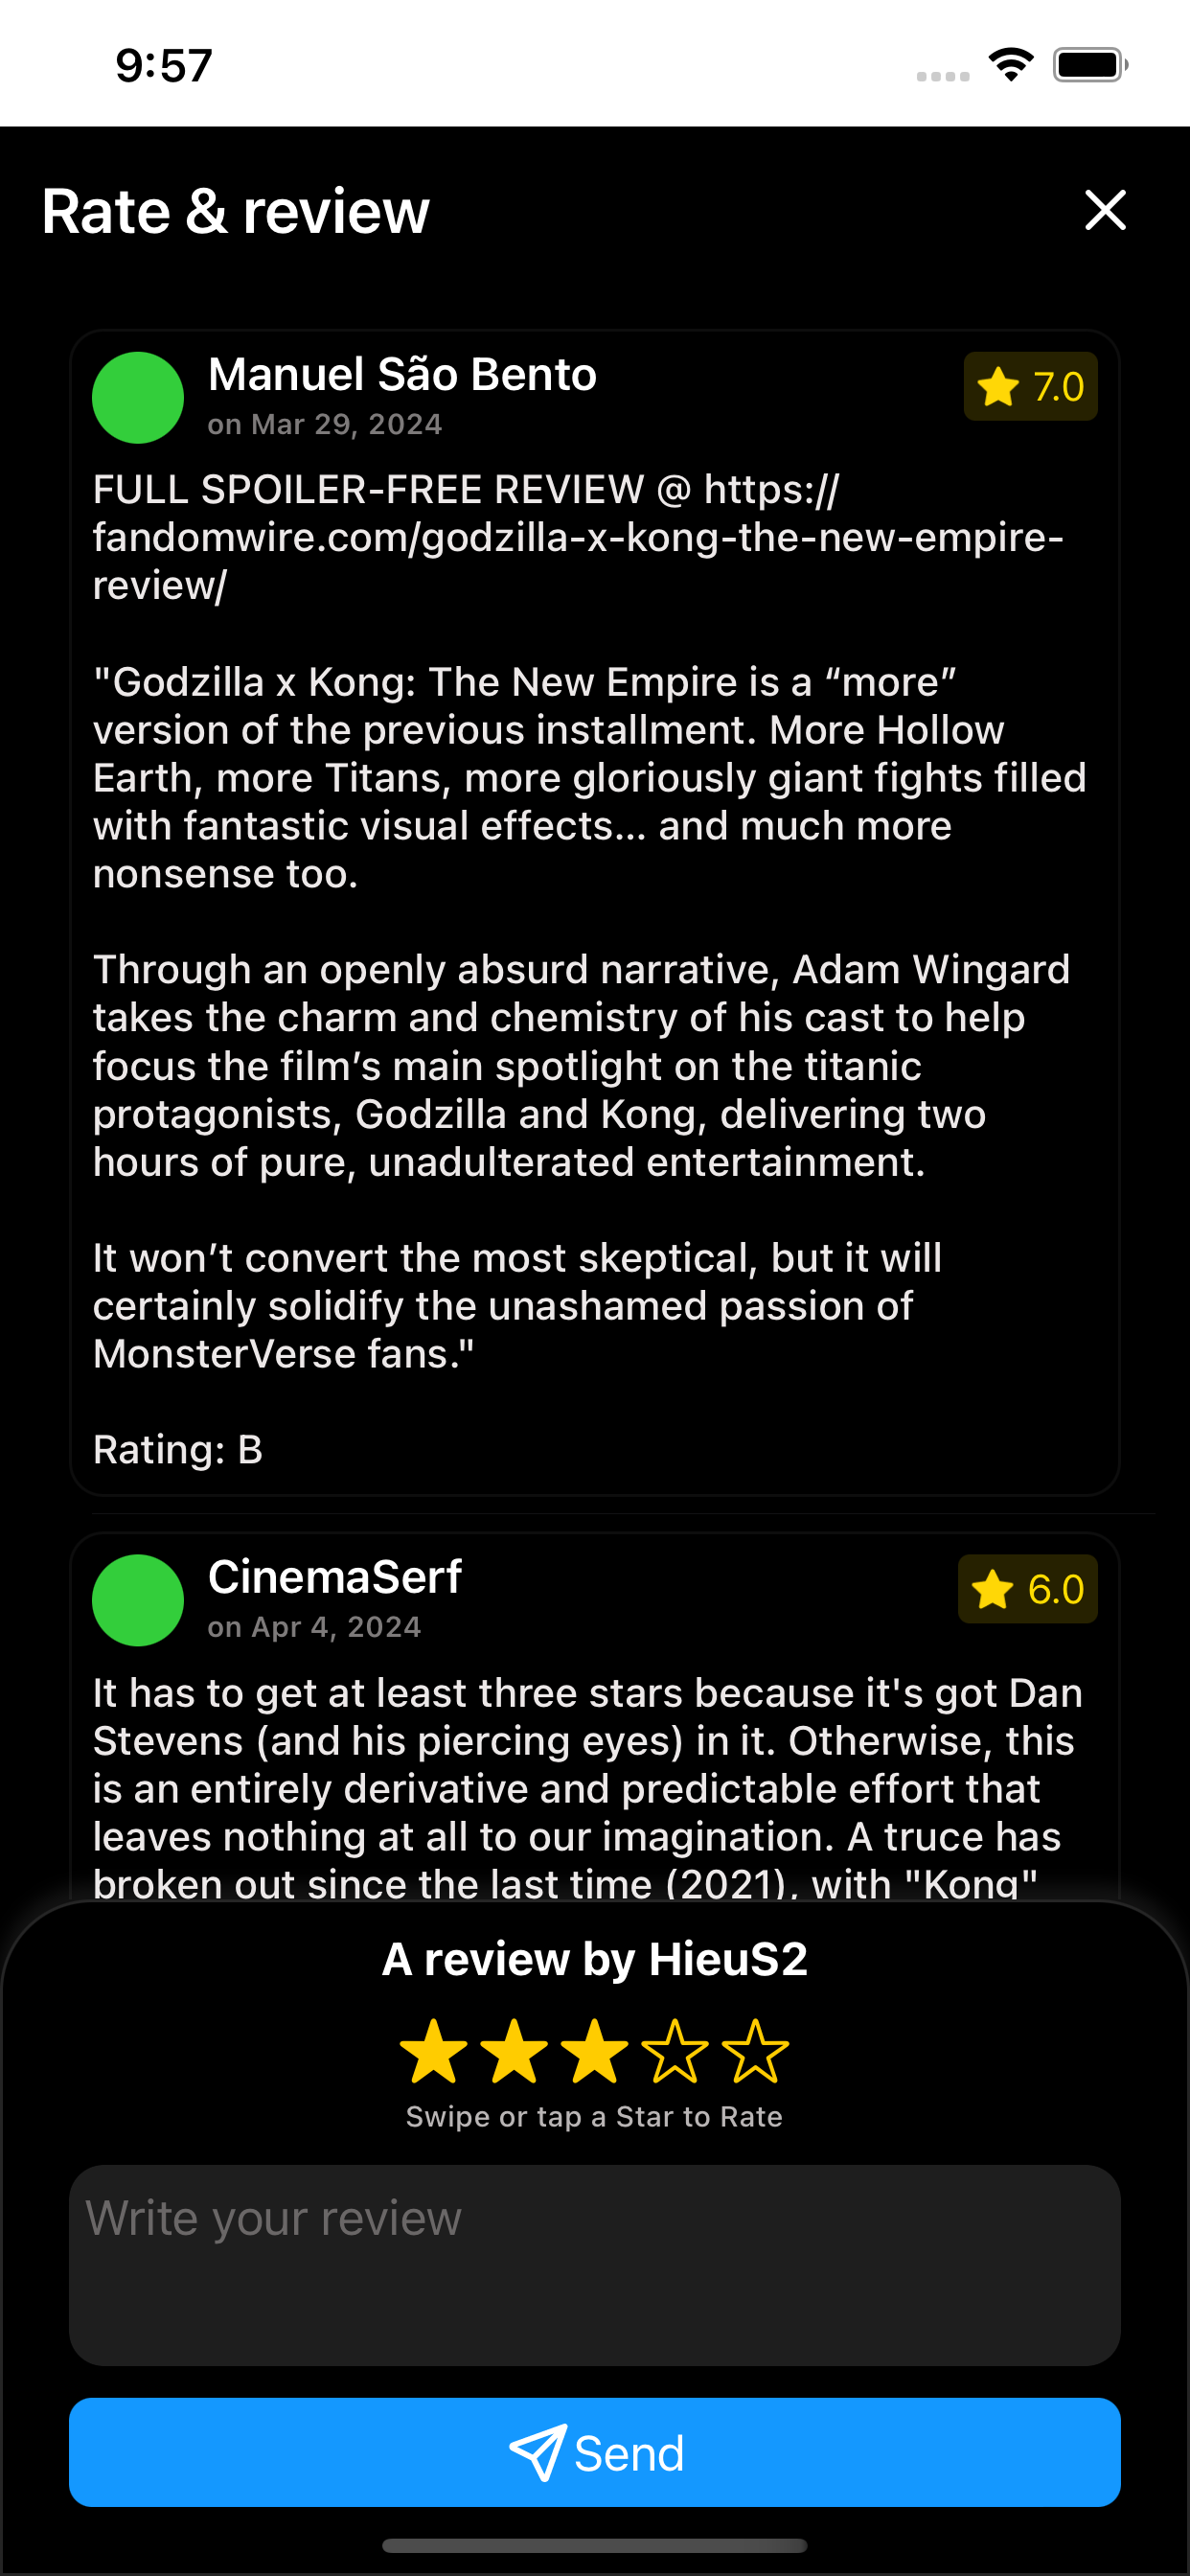 9:57
Rate & review
Manuel São Bento
7.0
on Mar 29, 2024
FULL SPOILER-FREE REVIEW @ https://
fandomwire.com/godzilla-x-kong-the-new-empire-
review/
"Godzilla x Kong: The New Empire is a “more”
version of the previous installment. More Hollow
Earth, more Titans, more gloriously giant fights filled
with fantastic visual effects... and much more
nonsense too.
Through an openly absurd narrative, Adam Wingard
takes the charm and chemistry of his cast to help
focus the film’s main spotlight on the titanic
protagonists, Godzilla and Kong, delivering two
hours of pure, unadulterated entertainment.
It won’t convert the most skeptical, but it will
certainly solidify the unashamed passion of
MonsterVerse fans."
Rating: B
CinemaSerf
6.0
on Apr 4, 2024
It has to get at least three stars because it's got Dan
Stevens (and his piercing eyes) in it. Otherwise, this
is an entirely derivative and predictable effort that
leaves nothing at all to our imagination. A truce has
broken out since the last time (2021), with "Kong"
A review by HieuS2
Swipe or tap a Star to Rate
Write your review
Send